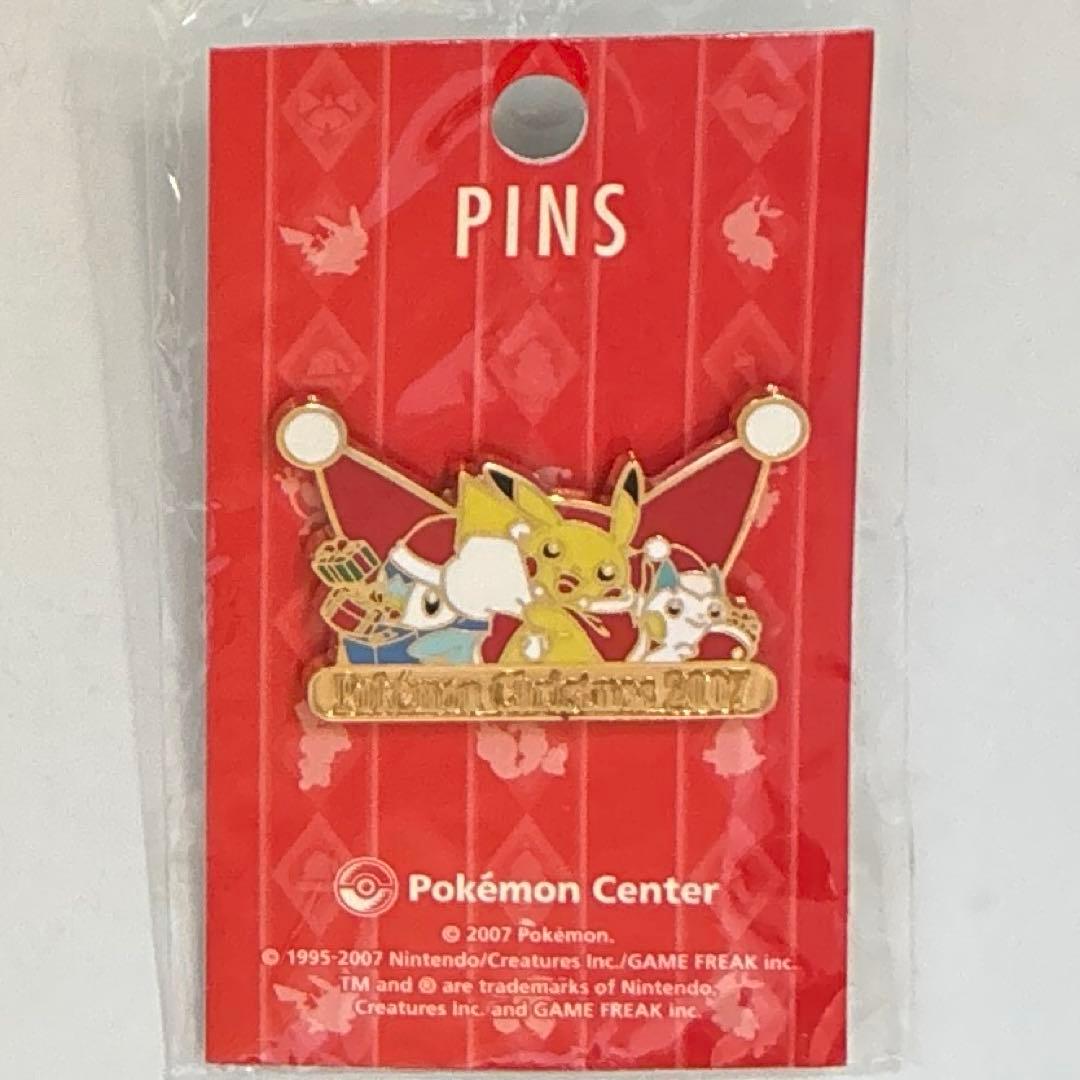 PINS
Pokémon Christmas 2007
Pokémon Center
© 2007 Pokémon.
© 1995-2007 Nintendo/Creatures Inc./GAME FREAK inc.
TM and ® are trademarks of Nintendo,
Creatures Inc. and GAME FREAK inc.